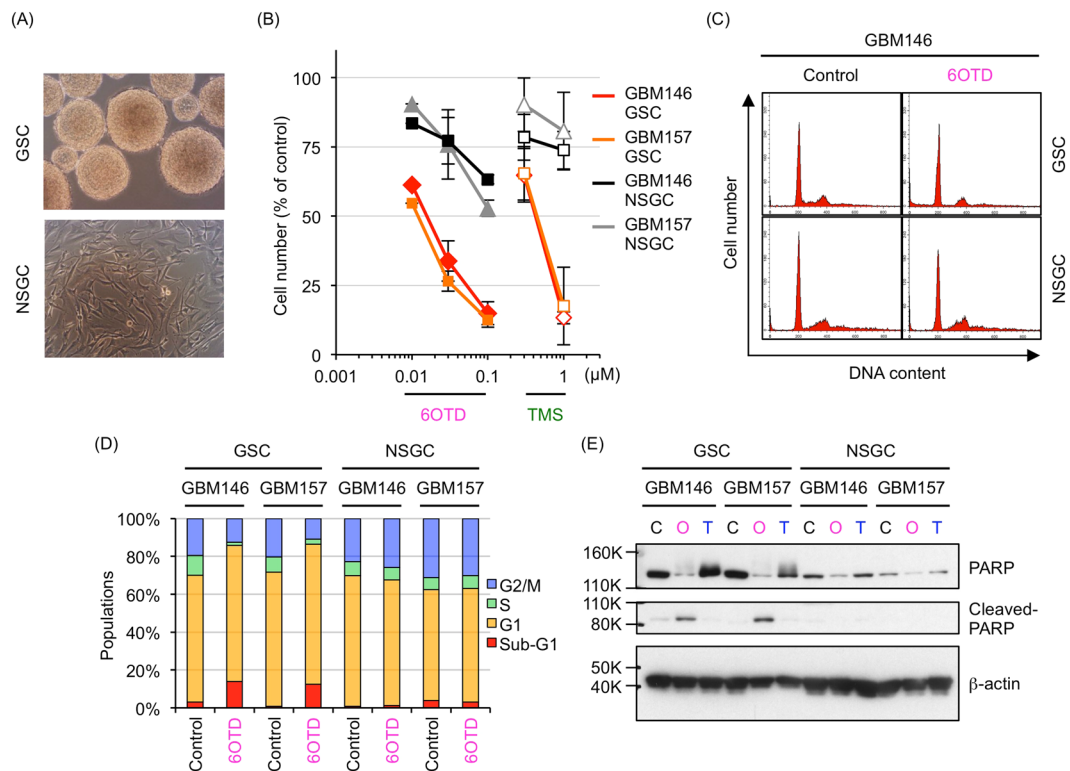 (A)
GSC
NSGC
(B)
Cell number (% of control)
100
75
50
25
0
0.001
0.01
0.1
1
(μM)
6OTD
TMS
GBM146
GSC
GBM157
GSC
GBM146
NSGC
GBM157
NSGC
(C)
GBM146
Control
6OTD
GSC
NSGC
Cell number
DNA content
(D)
GSC
NSGC
GBM146
GBM157
GBM146
GBM157
Populations
100%
80%
60%
40%
20%
0%
Control
6OTD
Control
6OTD
Control
6OTD
Control
6OTD
G2/M
S
G1
Sub-G1
(E)
GSC
NSGC
GBM146
GBM157
GBM146
GBM157
C O T C O T C O T C O T
160K
110K
PARP
110K
80K
Cleaved-
PARP
50K
40K
β-actin